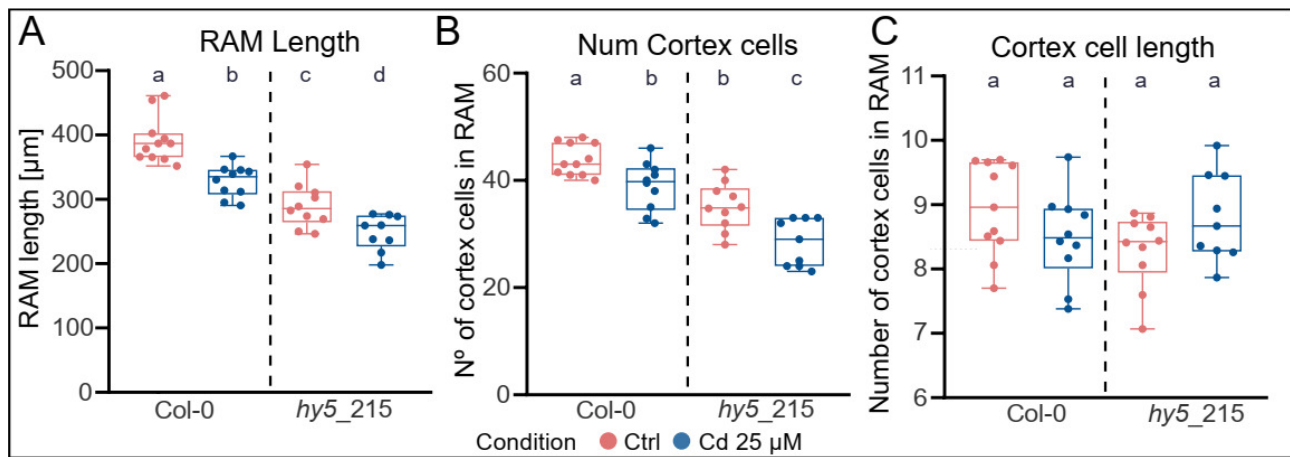 A
RAM Length
RAM length [µm]
500
400
300
200
100
0
a b c d
Col-0 hy5_215
B
Num Cortex cells
Nº of cortex cells in RAM
60
40
20
0
a b b c
Col-0 hy5_215
C
Cortex cell length
Number of cortex cells in RAM
11
10
9
8
7
6
a a a a
Col-0 hy5_215
Condition Ctrl Cd 25 µM